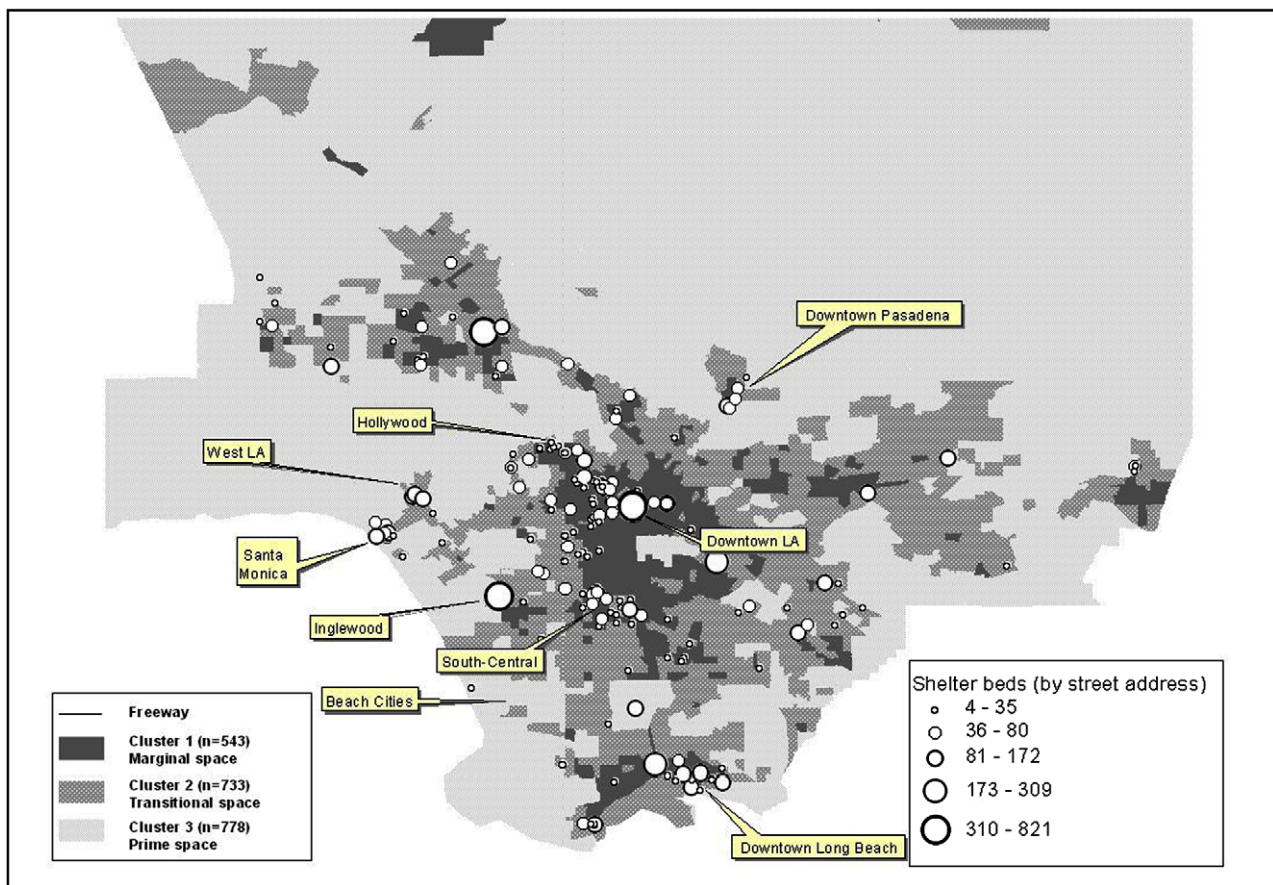 Downtown Pasadena
Hollywood
West LA
Downtown LA
Santa
Monica
Inglewood
South-Central
Beach Cities
Downtown Long Beach
Freeway
Cluster 1 (n=543)
Marginal space
Cluster 2 (n=733)
Transitional space
Cluster 3 (n=778)
Prime space
Shelter beds (by street address)
4 - 35
36 - 80
81 - 172
173 - 309
310 - 821